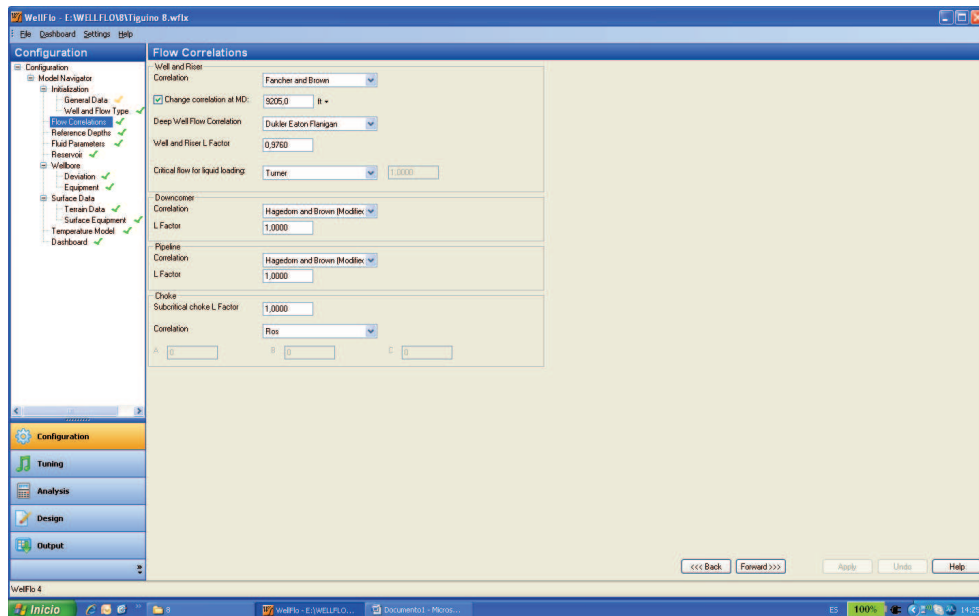 WellFlo - E:\WELLFLO\8\Tiguino 8.wflx
File Dashboard Settings Help
Configuration
Configuration
Model Navigator
Initialization
General Data
Well and Flow Type
Flow Correlations
Reference Depths
Fluid Parameters
Reservoir
Wellbore
Deviation
Equipment
Surface Data
Terrain Data
Surface Equipment
Temperature Model
Dashboard
Configuration
Tuning
Analysis
Design
Output
Flow Correlations
Well and Riser
Correlation Fancher and Brown
Change correlation at MD: 9205,0 ft
Deep Well Flow Correlation Dukler Eaton Flanigan
Well and Riser L Factor 0,9760
Critical flow for liquid loading: Turner 1,0000
Downcomer
Correlation Hagedorn and Brown (Modified
L Factor 1,0000
Pipeline
Correlation Hagedorn and Brown (Modified
L Factor 1,0000
Choke
Subcritical choke L Factor 1,0000
Correlation Ros
A 0 B 0 C 0
<<< Back Forward >>> Apply Undo Help
WellFlo 4
Inicio 8 WellFlo - E:\WELLFLO... Documento1 - Micros... ES 100% 14:25